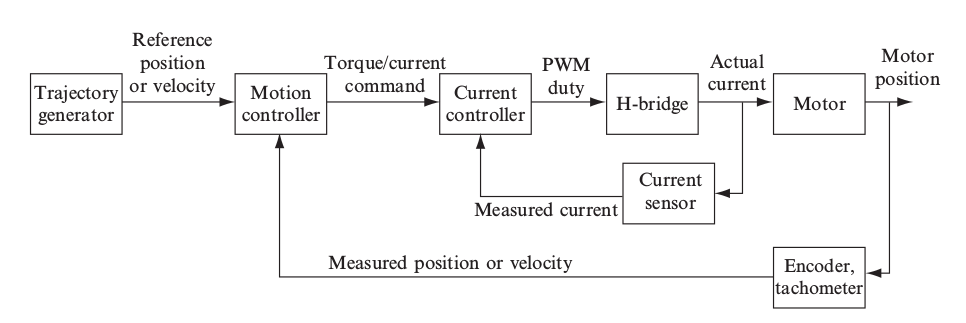 Reference
position
or velocity
Torque/current
command
PWM
duty
Actual
current
Motor
position
Trajectory
generator
Motion
controller
Current
controller
H-bridge
Motor
Current
sensor
Measured current
Measured position or velocity
Encoder,
tachometer